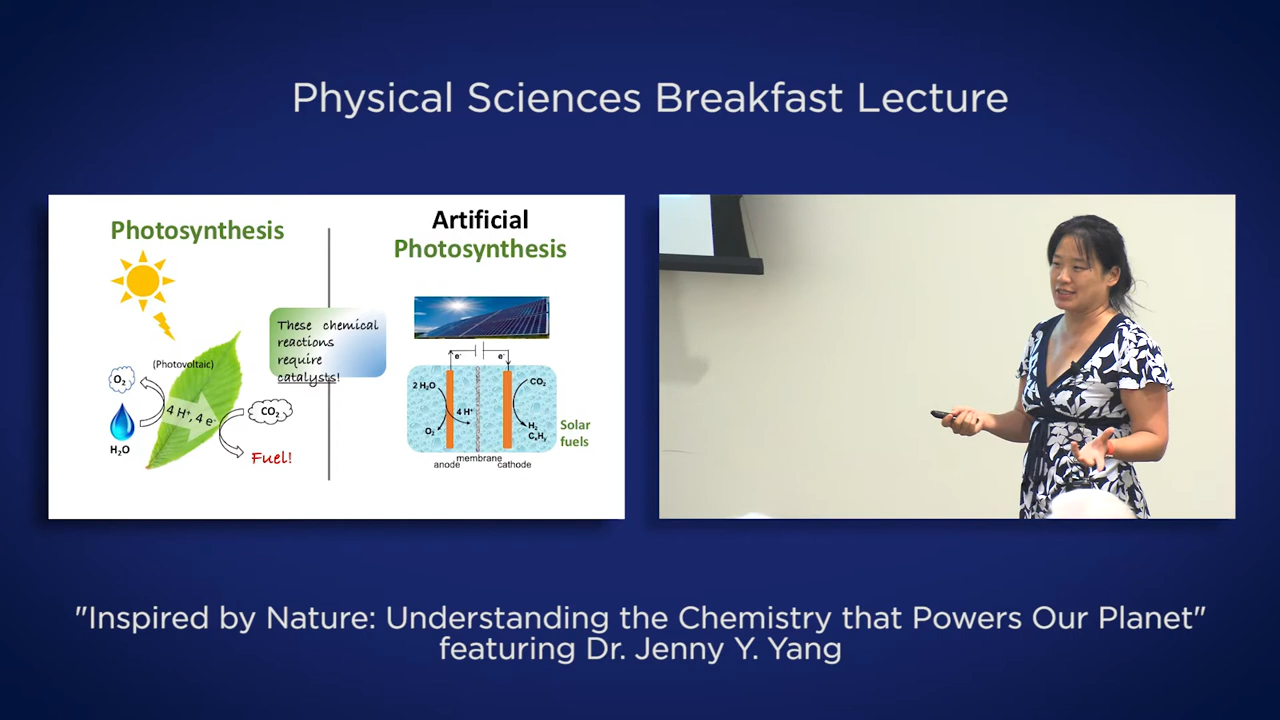 Physical Sciences Breakfast Lecture
Photosynthesis
Artificial
Photosynthesis
These chemical
reactions
require
catalysts!
(Photovoltaic)
O₂
4 H⁺, 4 e⁻
CO₂
H₂O
Fuel!
e⁻
e⁻
2 H₂O
CO₂
4 H⁺
O₂
H₂
Solar
fuels
membrane
anode
cathode
"Inspired by Nature: Understanding the Chemistry that Powers Our Planet"
featuring Dr. Jenny Y. Yang